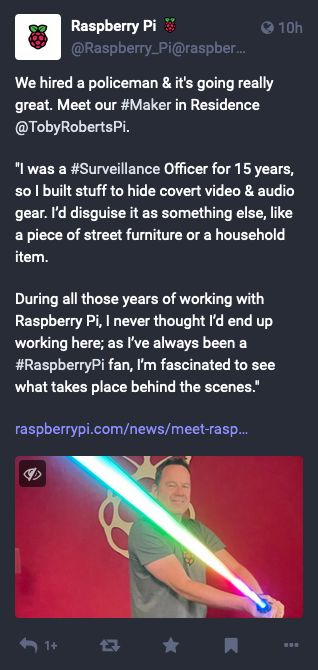 Raspberry Pi
10h
@Raspberry_Pi@raspber...
We hired a policeman & it's going really
great. Meet our #Maker in Residence
@TobyRobertsPi.
"I was a #Surveillance Officer for 15 years,
so I built stuff to hide covert video & audio
gear. I'd disguise it as something else, like
a piece of street furniture or a household
item.
During all those years of working with
Raspberry Pi, I never thought I'd end up
working here; as I've always been a
#RaspberryPi fan, I'm fascinated to see
what takes place behind the scenes."
raspberrypi.com/news/meet-rasp...
1+